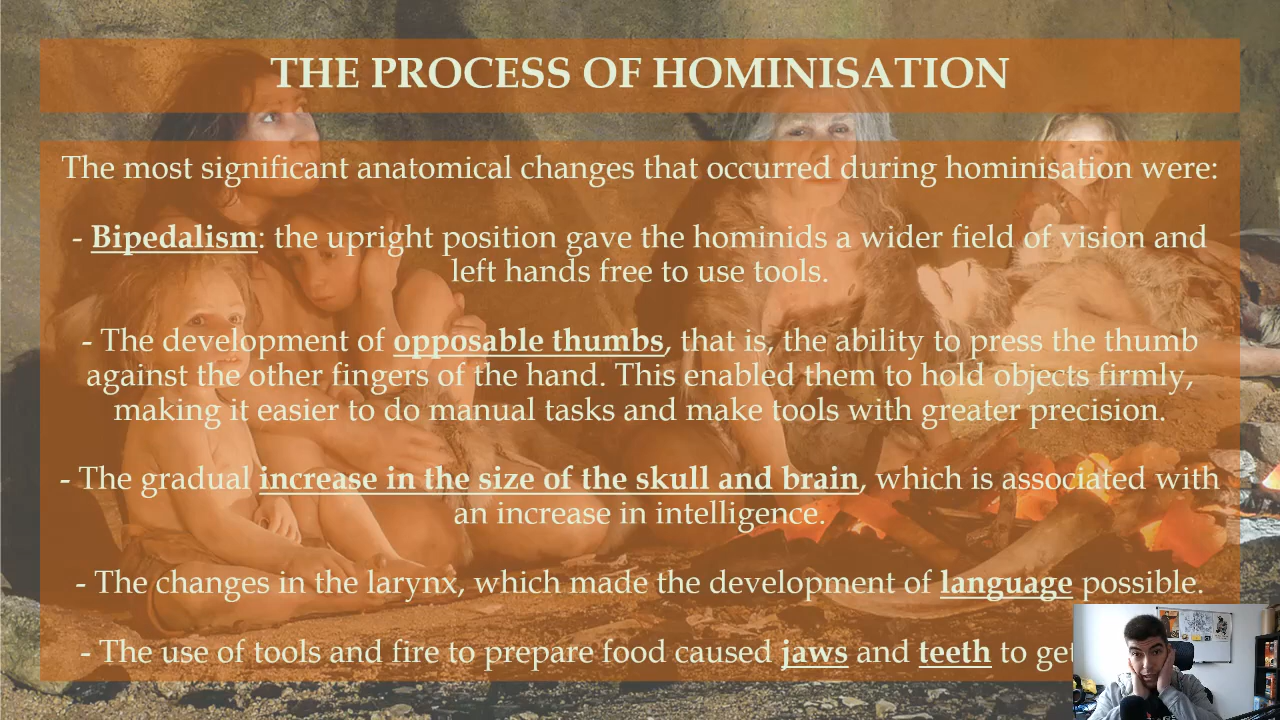 THE PROCESS OF HOMINISATION
The most significant anatomical changes that occurred during hominisation were:
- Bipedalism: the upright position gave the hominids a wider field of vision and
left hands free to use tools.
- The development of opposable thumbs, that is, the ability to press the thumb
against the other fingers of the hand. This enabled them to hold objects firmly,
making it easier to do manual tasks and make tools with greater precision.
- The gradual increase in the size of the skull and brain, which is associated with
an increase in intelligence.
- The changes in the larynx, which made the development of language possible.
- The use of tools and fire to prepare food caused jaws and teeth to get